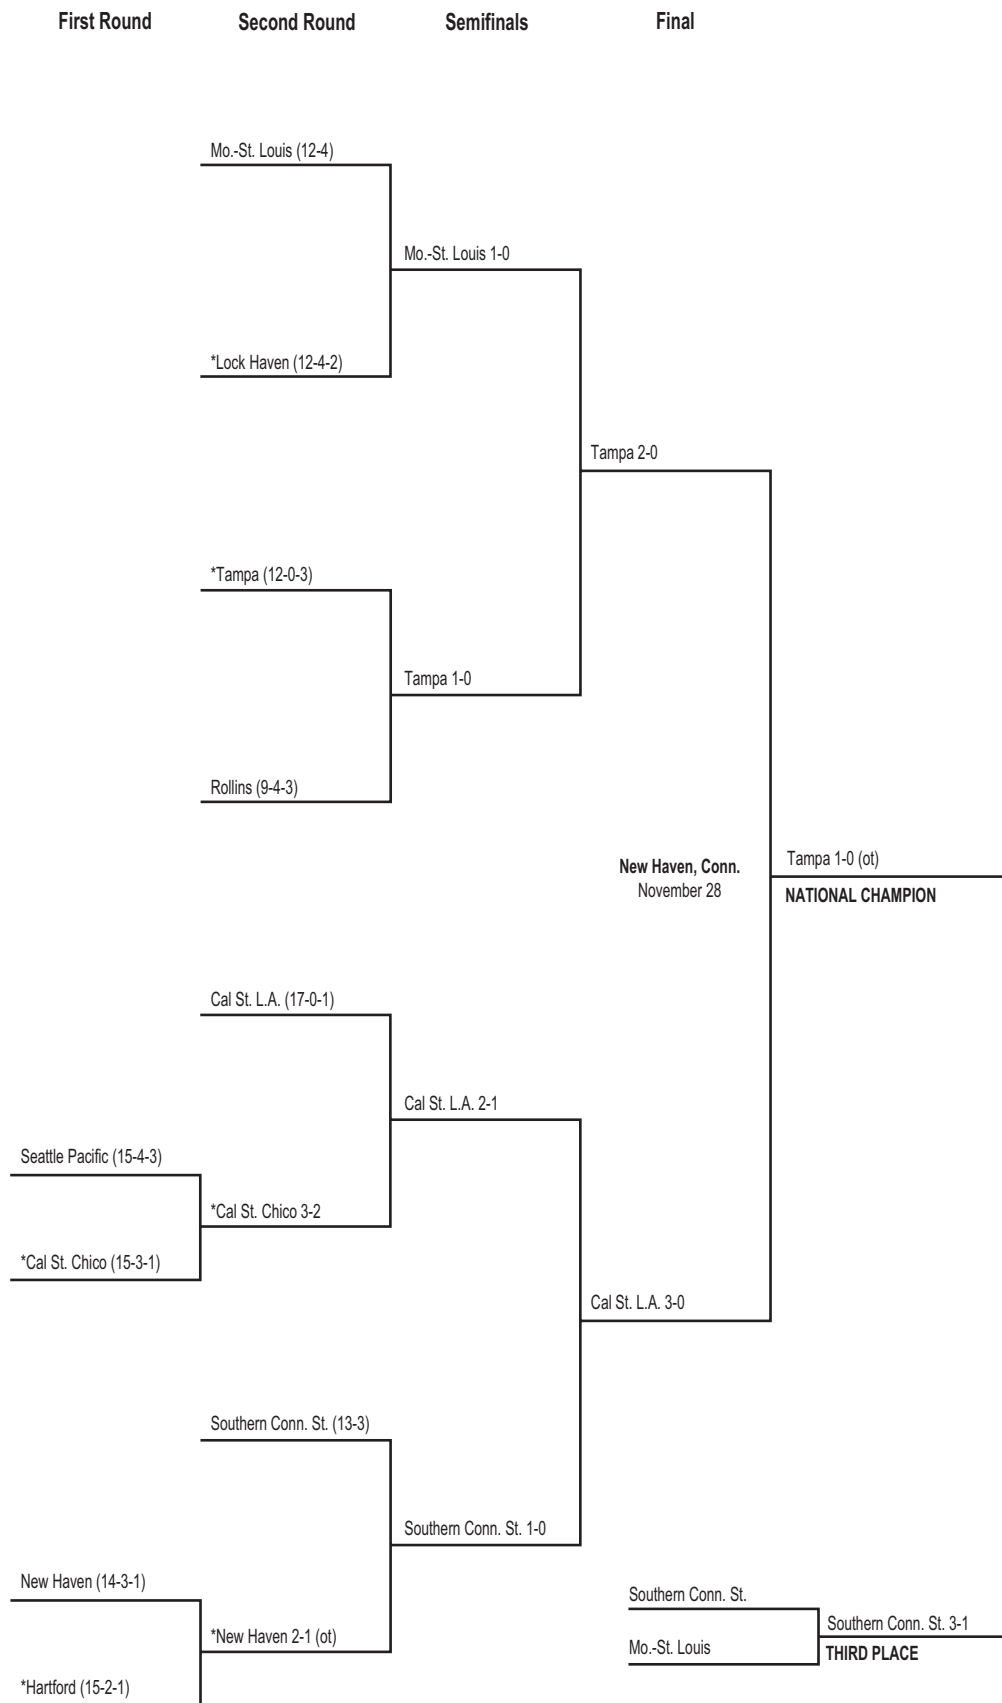 First Round Second Round Semifinals Final
Mo.-St. Louis (12-4)
Mo.-St. Louis 1-0
*Lock Haven (12-4-2)
Tampa 2-0
*Tampa (12-0-3)
Tampa 1-0
Rollins (9-4-3)
New Haven, Conn.
November 28
Tampa 1-0 (ot)
NATIONAL CHAMPION
Cal St. L.A. (17-0-1)
Cal St. L.A. 2-1
Seattle Pacific (15-4-3)
*Cal St. Chico 3-2
*Cal St. Chico (15-3-1)
Cal St. L.A. 3-0
Southern Conn. St. (13-3)
Southern Conn. St. 1-0
New Haven (14-3-1)
*New Haven 2-1 (ot)
*Hartford (15-2-1)
Southern Conn. St.
Southern Conn. St. 3-1
Mo.-St. Louis
THIRD PLACE